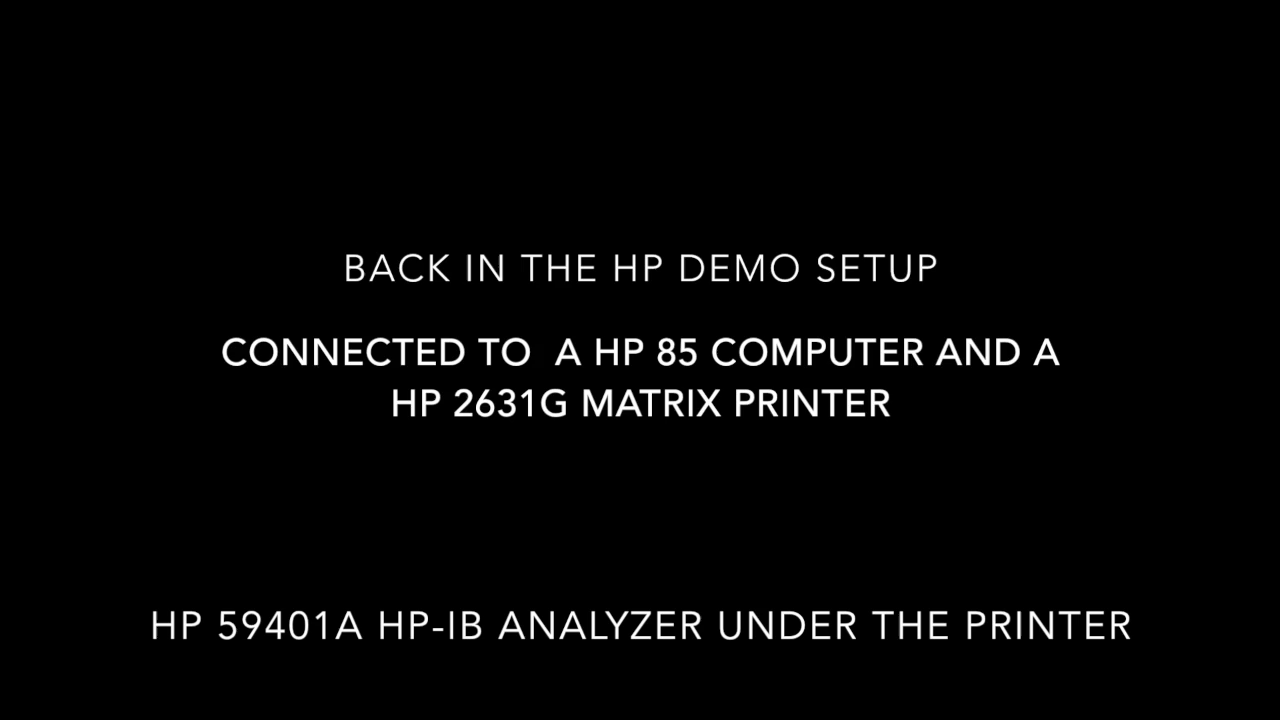 BACK IN THE HP DEMO SETUP
CONNECTED TO  A HP 85 COMPUTER AND A
HP 2631G MATRIX PRINTER
HP 59401A HP-IB ANALYZER UNDER THE PRINTER